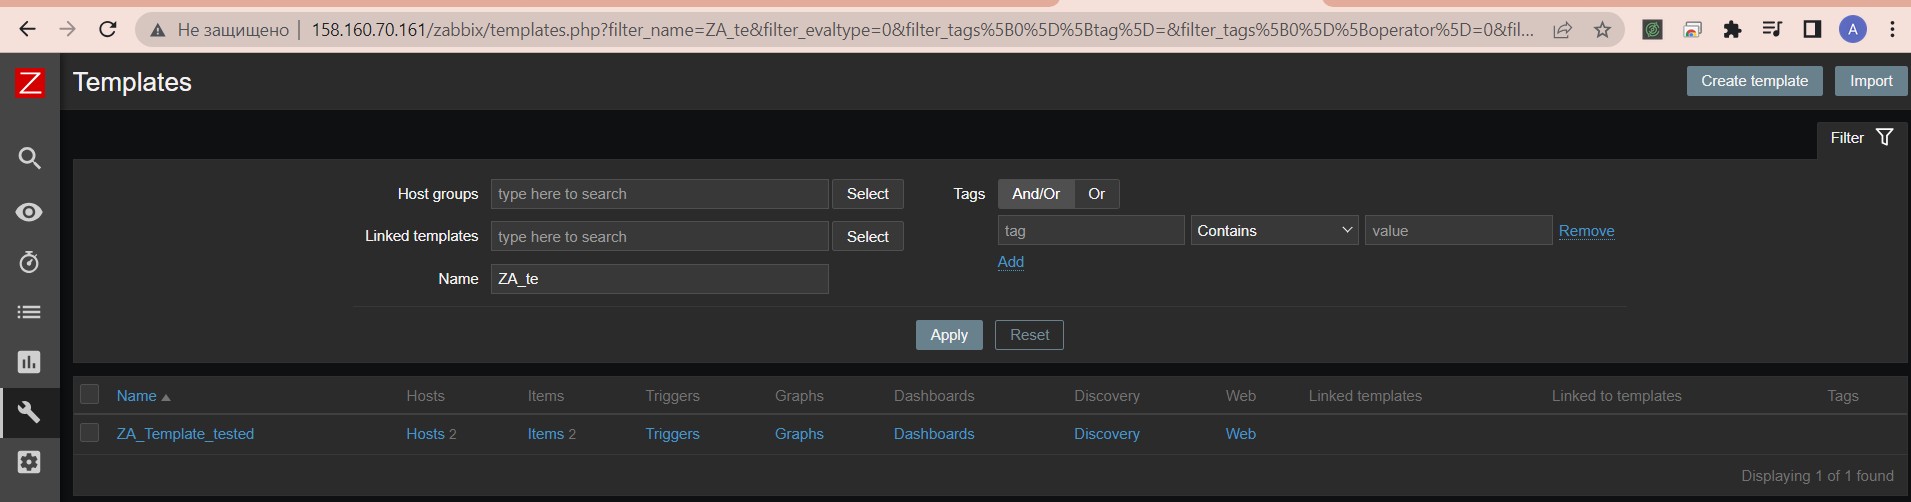 Не защищено | 158.160.70.161/zabbix/templates.php?filter_name=ZA_te&filter_evaltype=0&filter_tags%5B0%5D%5Btag%5D=&filter_tags%5B0%5D%5Boperator%5D=0&fil... A
Z Templates Create template Import
Filter
Host groups type here to search Select Tags And/Or Or
Linked templates type here to search Select tag Contains value Remove
Add
Name ZA_te
Apply Reset
Name Hosts Items Triggers Graphs Dashboards Discovery Web Linked templates Linked to templates Tags
ZA_Template_tested Hosts 2 Items 2 Triggers Graphs Dashboards Discovery Web
Displaying 1 of 1 found